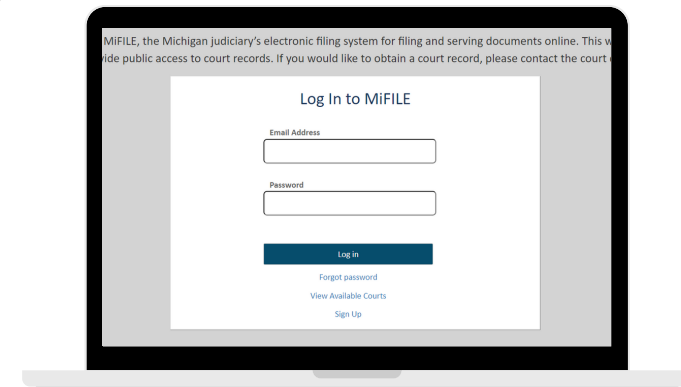 MiFILE, the Michigan judiciary's electronic filing system for filing and serving documents online. This
vide public access to court records. If you would like to obtain a court record, please contact the court
Log In to MiFILE
Email Address
Password
Log in
Forgot password
View Available Courts
Sign Up